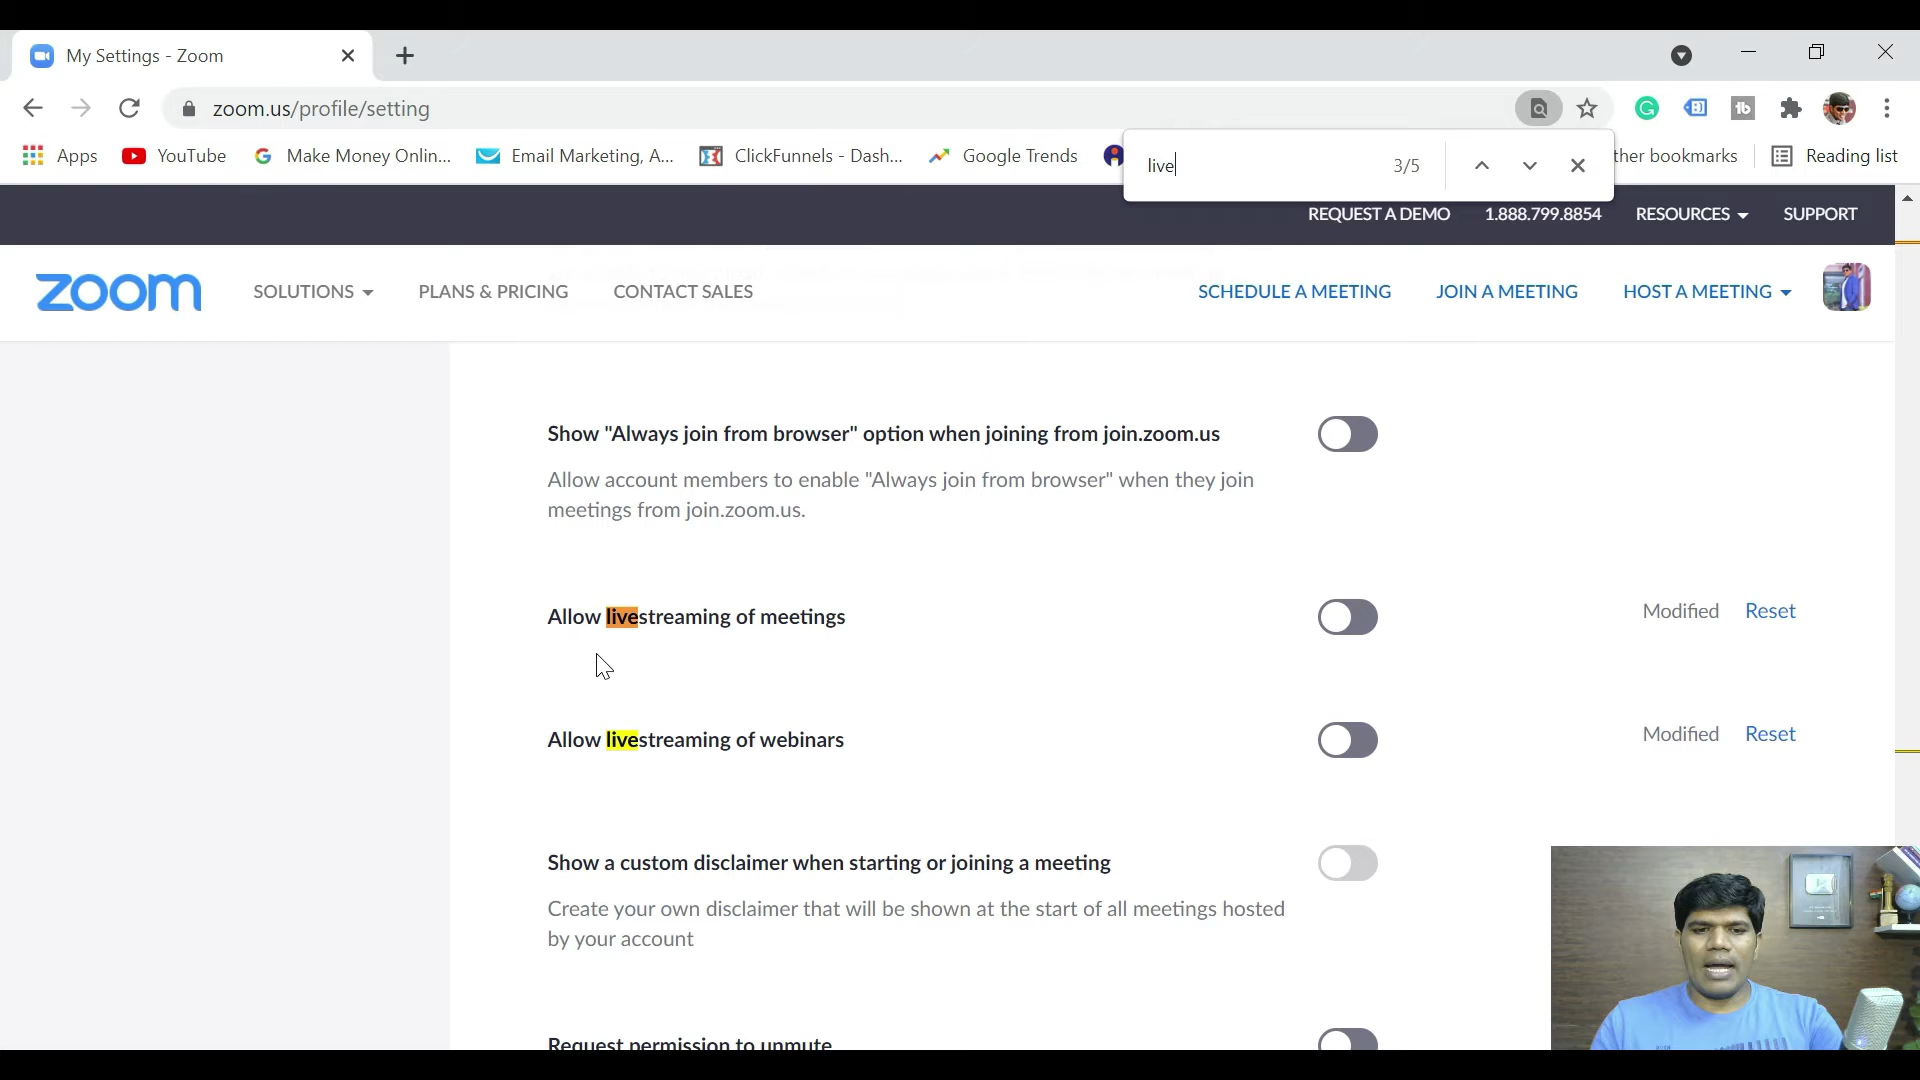 My Settings - Zoom
zoom.us/profile/setting
Apps
YouTube
Make Money Onlin...
Email Marketing, A...
ClickFunnels - Dash...
Google Trends
live
3/5
ther bookmarks
Reading list
REQUEST A DEMO
1.888.799.8854
RESOURCES
SUPPORT
zoom
SOLUTIONS
PLANS & PRICING
CONTACT SALES
SCHEDULE A MEETING
JOIN A MEETING
HOST A MEETING
Show "Always join from browser" option when joining from join.zoom.us
Allow account members to enable "Always join from browser" when they join
meetings from join.zoom.us.
Allow livestreaming of meetings
Modified
Reset
Allow livestreaming of webinars
Modified
Reset
Show a custom disclaimer when starting or joining a meeting
Create your own disclaimer that will be shown at the start of all meetings hosted
by your account
Request permission to unmute